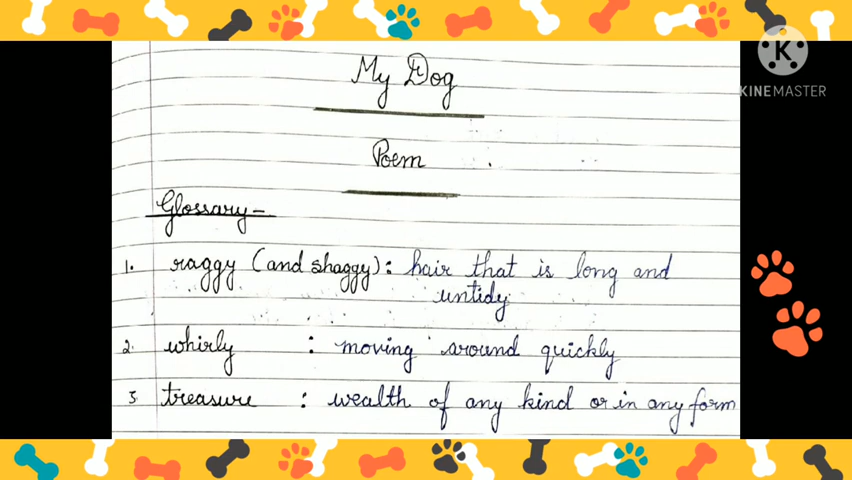 My Dog
KINEMASTER
Poem
Glossary-
1. raggy (and shaggy): hair that is long and
untidy
2. whirly : moving around quickly
3. treasure : wealth of any kind or in any form